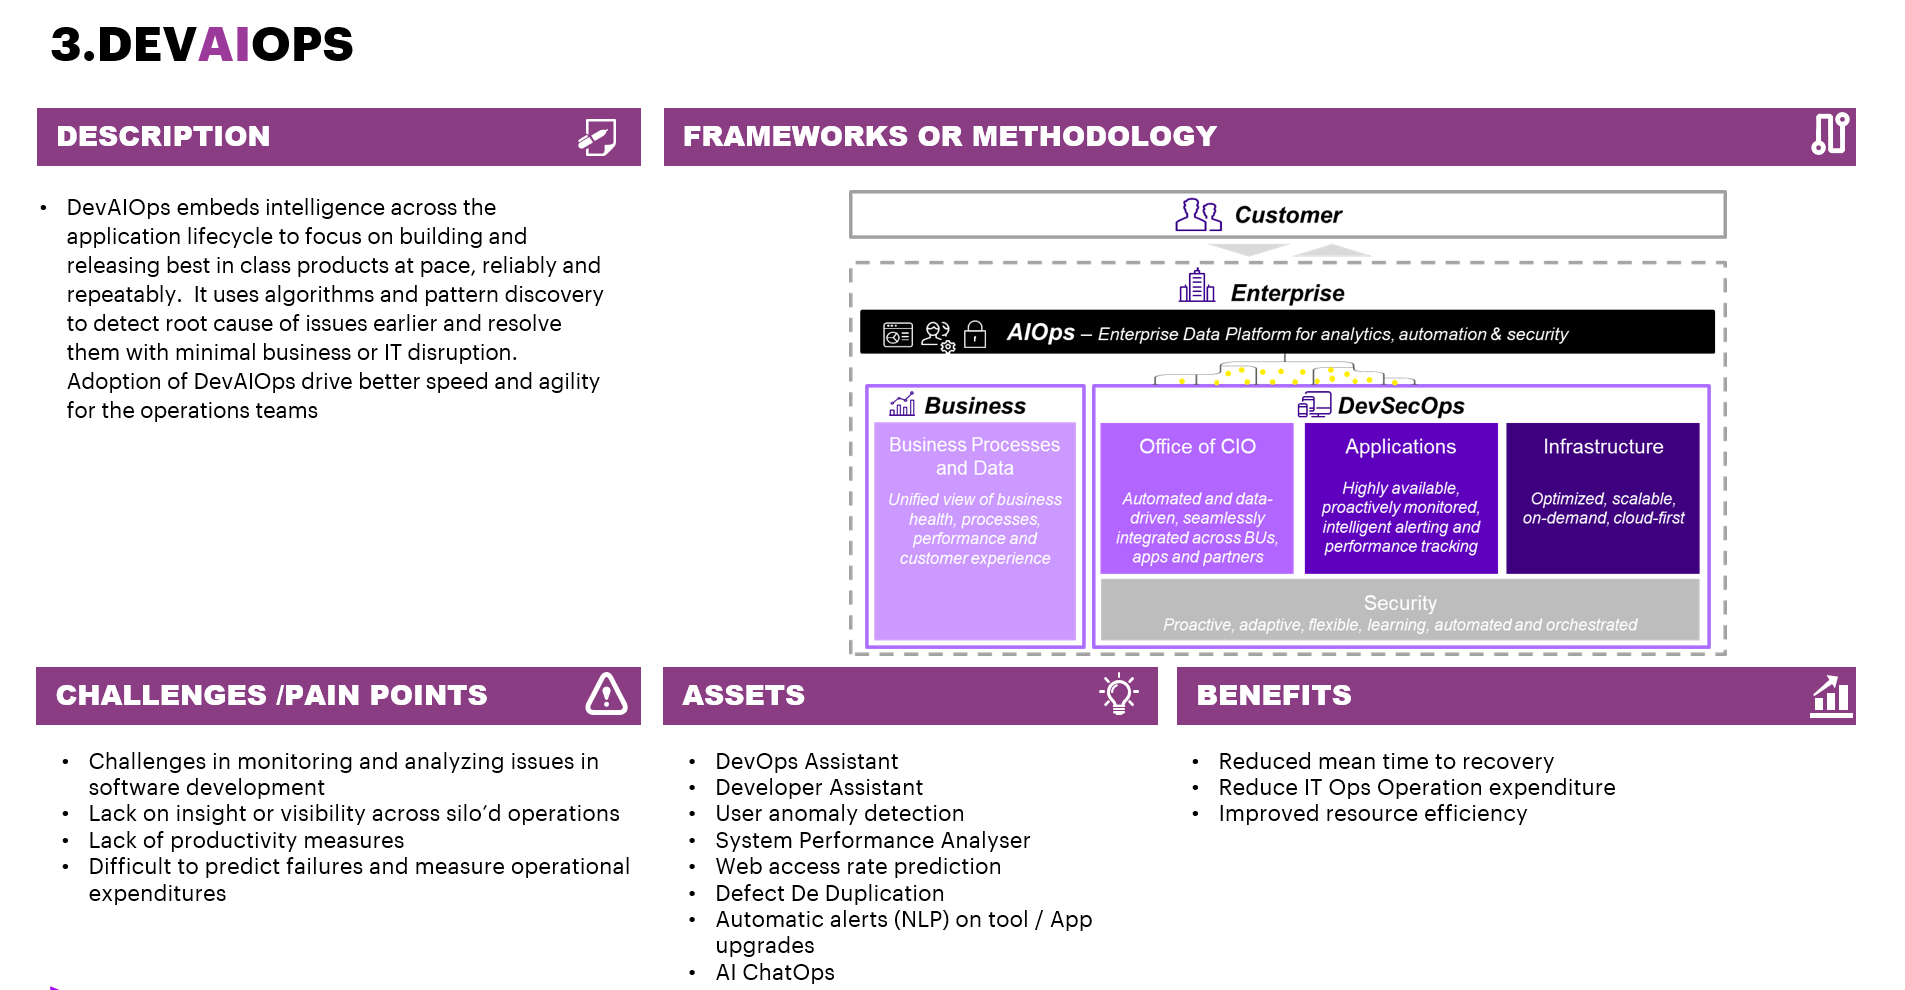 3.DEVAIOPS
DESCRIPTION
• DevAIOps embeds intelligence across the
application lifecycle to focus on building and
releasing best in class products at pace, reliably and
repeatably.  It uses algorithms and pattern discovery
to detect root cause of issues earlier and resolve
them with minimal business or IT disruption.
Adoption of DevAIOps drive better speed and agility
for the operations teams
FRAMEWORKS OR METHODOLOGY
Customer
Enterprise
AIOps – Enterprise Data Platform for analytics, automation & security
Business
Business Processes
and Data
Unified view of business
health, processes,
performance and
customer experience
DevSecOps
Office of CIO
Automated and data-
driven, seamlessly
integrated across BUs,
apps and partners
Applications
Highly available,
proactively monitored,
intelligent alerting and
performance tracking
Infrastructure
Optimized, scalable,
on-demand, cloud-first
Security
Proactive, adaptive, flexible, learning, automated and orchestrated
CHALLENGES /PAIN POINTS
• Challenges in monitoring and analyzing issues in
software development
• Lack on insight or visibility across silo’d operations
• Lack of productivity measures
• Difficult to predict failures and measure operational
expenditures
ASSETS
• DevOps Assistant
• Developer Assistant
• User anomaly detection
• System Performance Analyser
• Web access rate prediction
• Defect De Duplication
• Automatic alerts (NLP) on tool / App
upgrades
• AI ChatOps
BENEFITS
• Reduced mean time to recovery
• Reduce IT Ops Operation expenditure
• Improved resource efficiency